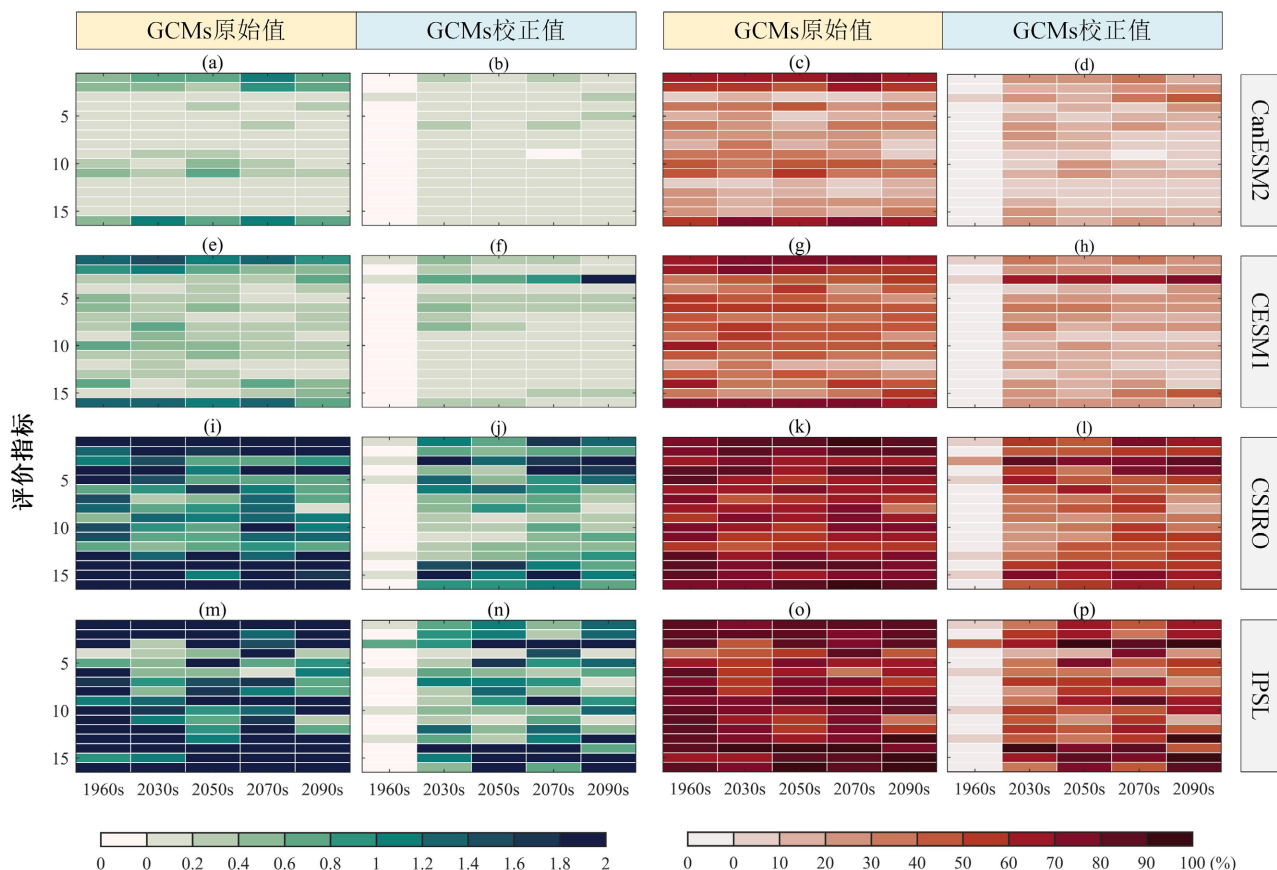 GCMs原始值 GCMs校正值 GCMs原始值 GCMs校正值
(a) (b) (c) (d)
5
10
15
CanESM2
(e) (f) (g) (h)
5
10
15
CESM1
评价指标
(i) (j) (k) (l)
5
10
15
CSIRO
(m) (n) (o) (p)
5
10
15
IPSL
1960s 2030s 2050s 2070s 2090s 1960s 2030s 2050s 2070s 2090s 1960s 2030s 2050s 2070s 2090s 1960s 2030s 2050s 2070s 2090s
0 0 0.2 0.4 0.6 0.8 1 1.2 1.4 1.6 1.8 2 0 0 10 20 30 40 50 60 70 80 90 100 (%)